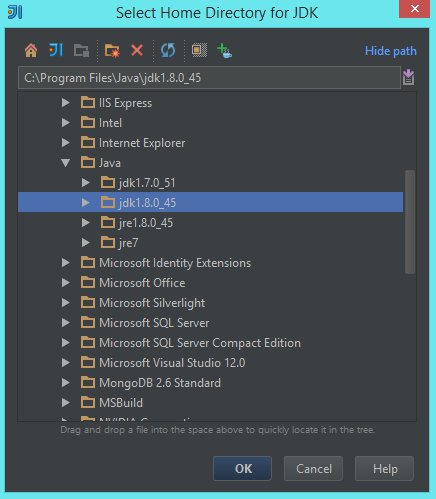 Select Home Directory for JDK
Hide path
C:\Program Files\Java\jdk1.8.0_45
IIS Express
Intel
Internet Explorer
Java
jdk1.7.0_51
jdk1.8.0_45
jre1.8.0_45
jre7
Microsoft Identity Extensions
Microsoft Office
Microsoft Silverlight
Microsoft SQL Server
Microsoft SQL Server Compact Edition
Microsoft Visual Studio 12.0
MongoDB 2.6 Standard
MSBuild
NVIDIA Corporation
Drag and drop a file into the space above to quickly locate it in the tree.
OK
Cancel
Help